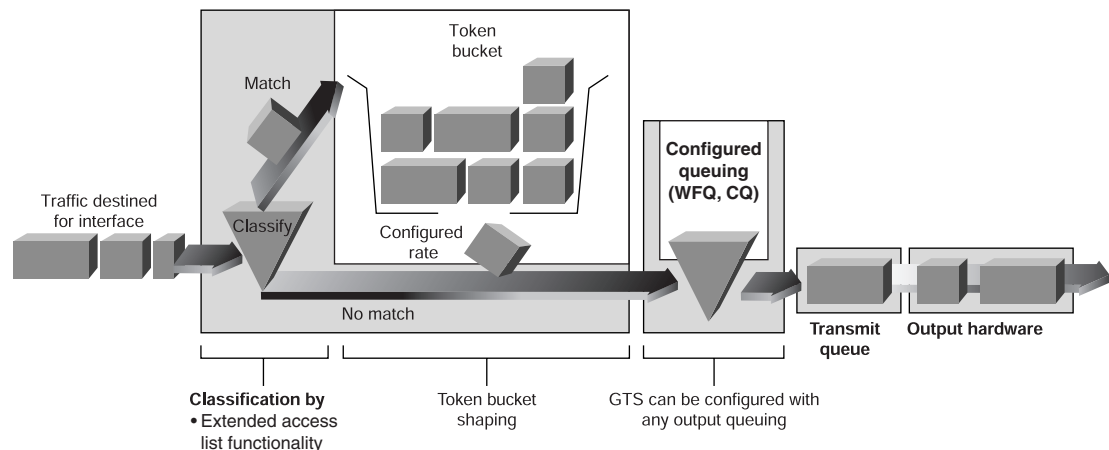 Token
bucket
Match
Configured
queuing
(WFQ, CQ)
Traffic destined
for interface
Classify
Configured
rate
No match
Transmit
queue
Output hardware
Classification by
• Extended access
list functionality
Token bucket
shaping
GTS can be configured with
any output queuing